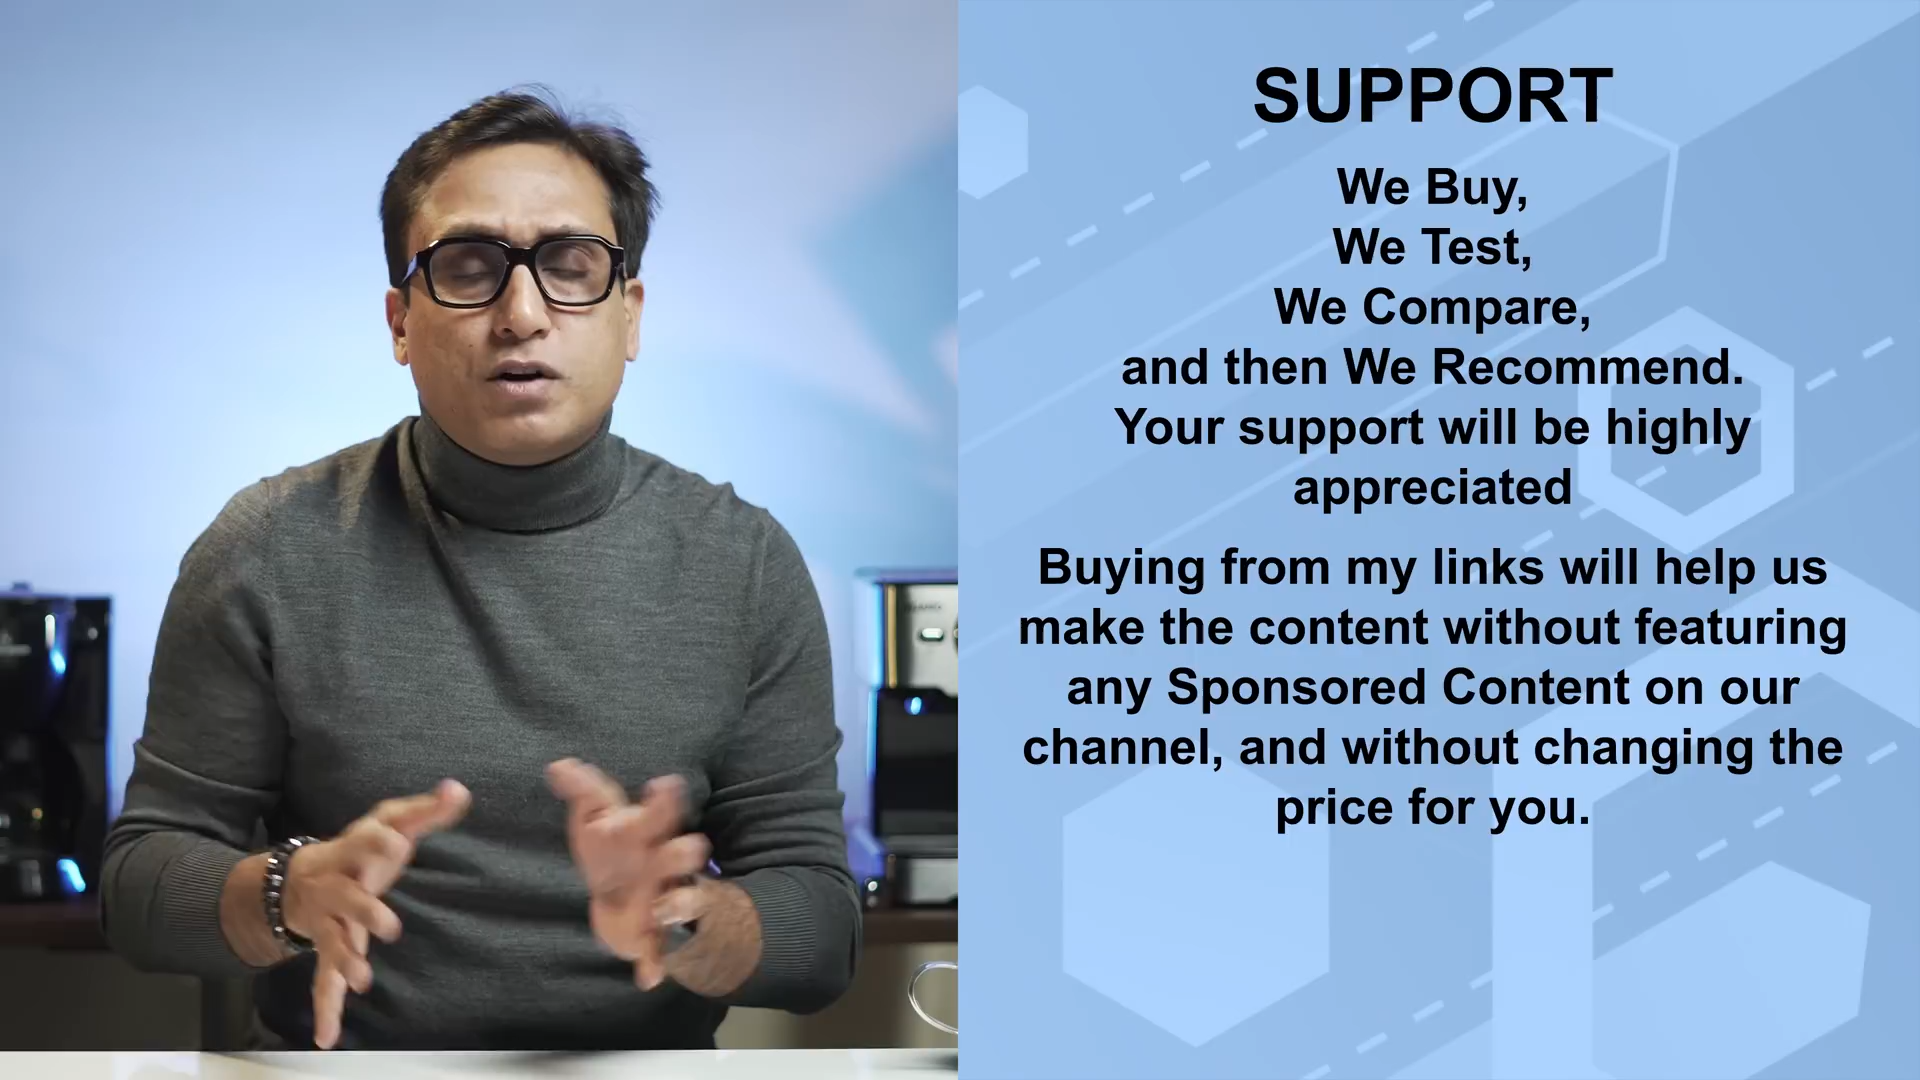 SUPPORT
We Buy,
We Test,
We Compare,
and then We Recommend.
Your support will be highly
appreciated
Buying from my links will help us
make the content without featuring
any Sponsored Content on our
channel, and without changing the
price for you.